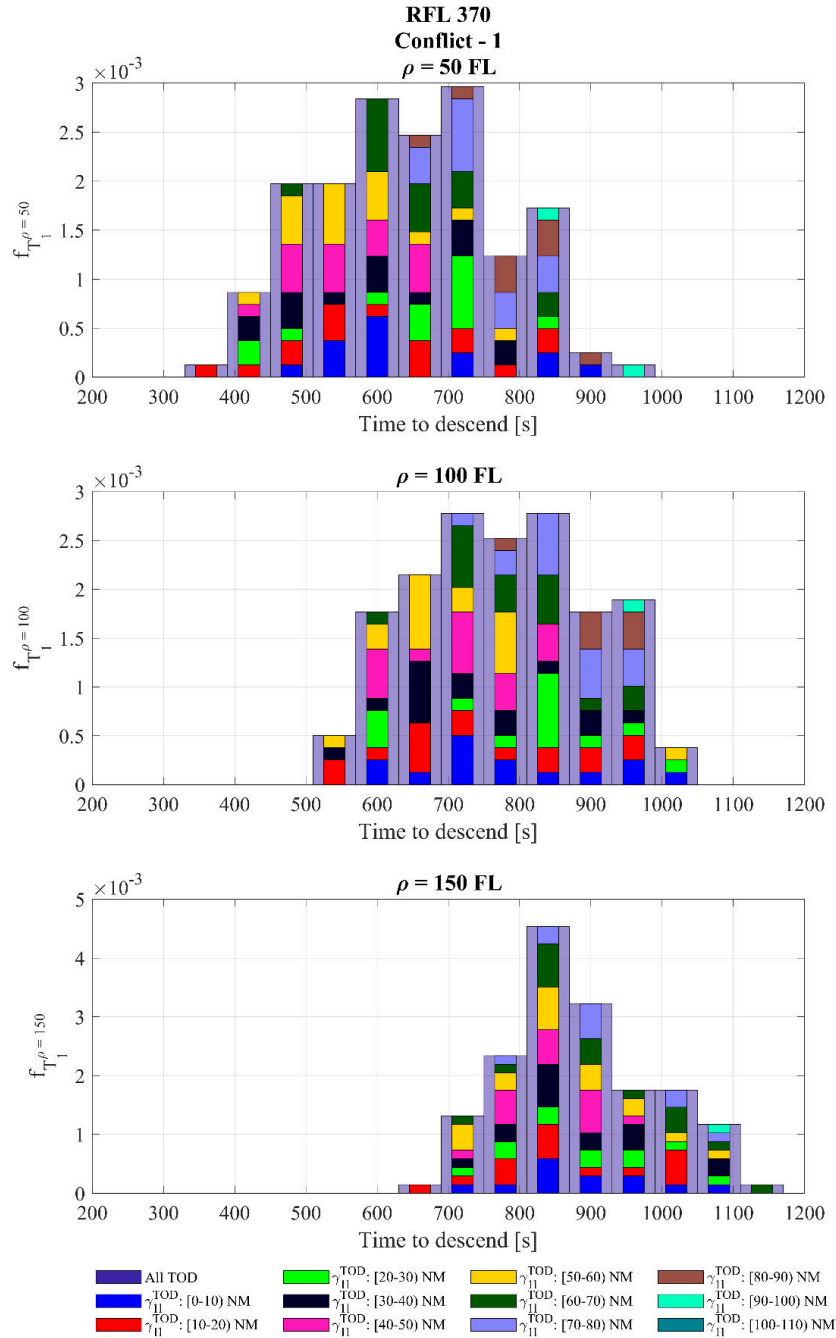 RFL 370
Conflict - 1
ρ = 50 FL
×10⁻³
3
2.5
2
1.5
1
0.5
0
f_T₁^ρ = 50
200 300 400 500 600 700 800 900 1000 1100 1200
Time to descend [s]
ρ = 100 FL
×10⁻³
3
2.5
2
1.5
1
0.5
0
f_T₁^ρ = 100
200 300 400 500 600 700 800 900 1000 1100 1200
Time to descend [s]
ρ = 150 FL
×10⁻³
5
4
3
2
1
0
f_T₁^ρ = 150
200 300 400 500 600 700 800 900 1000 1100 1200
Time to descend [s]
All TOD γ₁₁^TOD: [20-30) NM γ₁₁^TOD: [50-60) NM γ₁₁^TOD: [80-90) NM
γ₁₁^TOD: [0-10) NM γ₁₁^TOD: [30-40) NM γ₁₁^TOD: [60-70) NM γ₁₁^TOD: [90-100) NM
γ₁₁^TOD: [10-20) NM γ₁₁^TOD: [40-50) NM γ₁₁^TOD: [70-80) NM γ₁₁^TOD: [100-110) NM